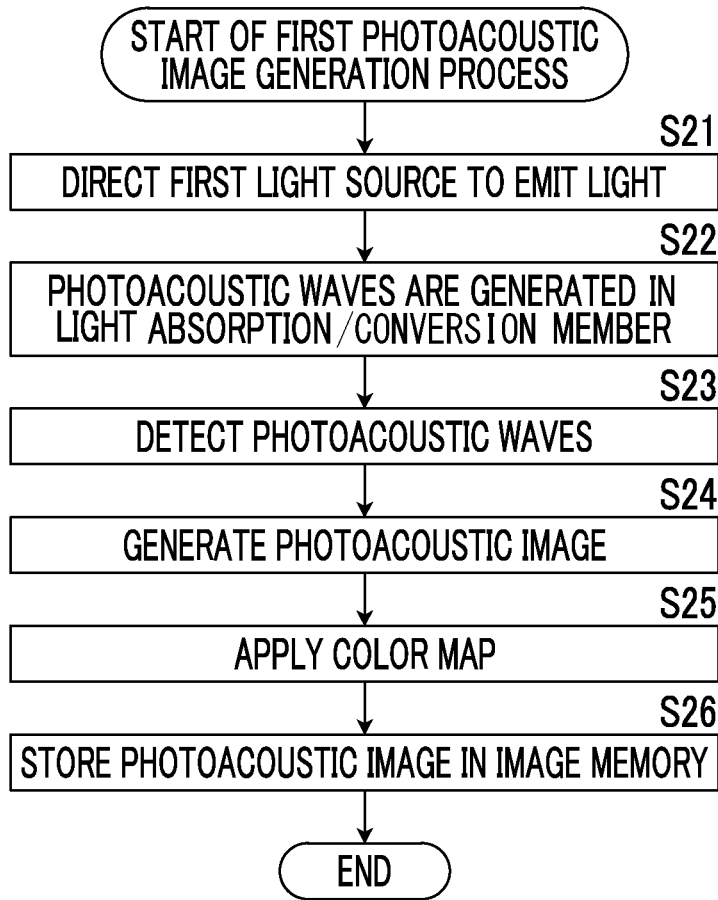 START OF FIRST PHOTOACOUSTIC
IMAGE GENERATION PROCESS
S21
DIRECT FIRST LIGHT SOURCE TO EMIT LIGHT
S22
PHOTOACOUSTIC WAVES ARE GENERATED IN
LIGHT ABSORPTION/CONVERSION MEMBER
S23
DETECT PHOTOACOUSTIC WAVES
S24
GENERATE PHOTOACOUSTIC IMAGE
S25
APPLY COLOR MAP
S26
STORE PHOTOACOUSTIC IMAGE IN IMAGE MEMORY
END